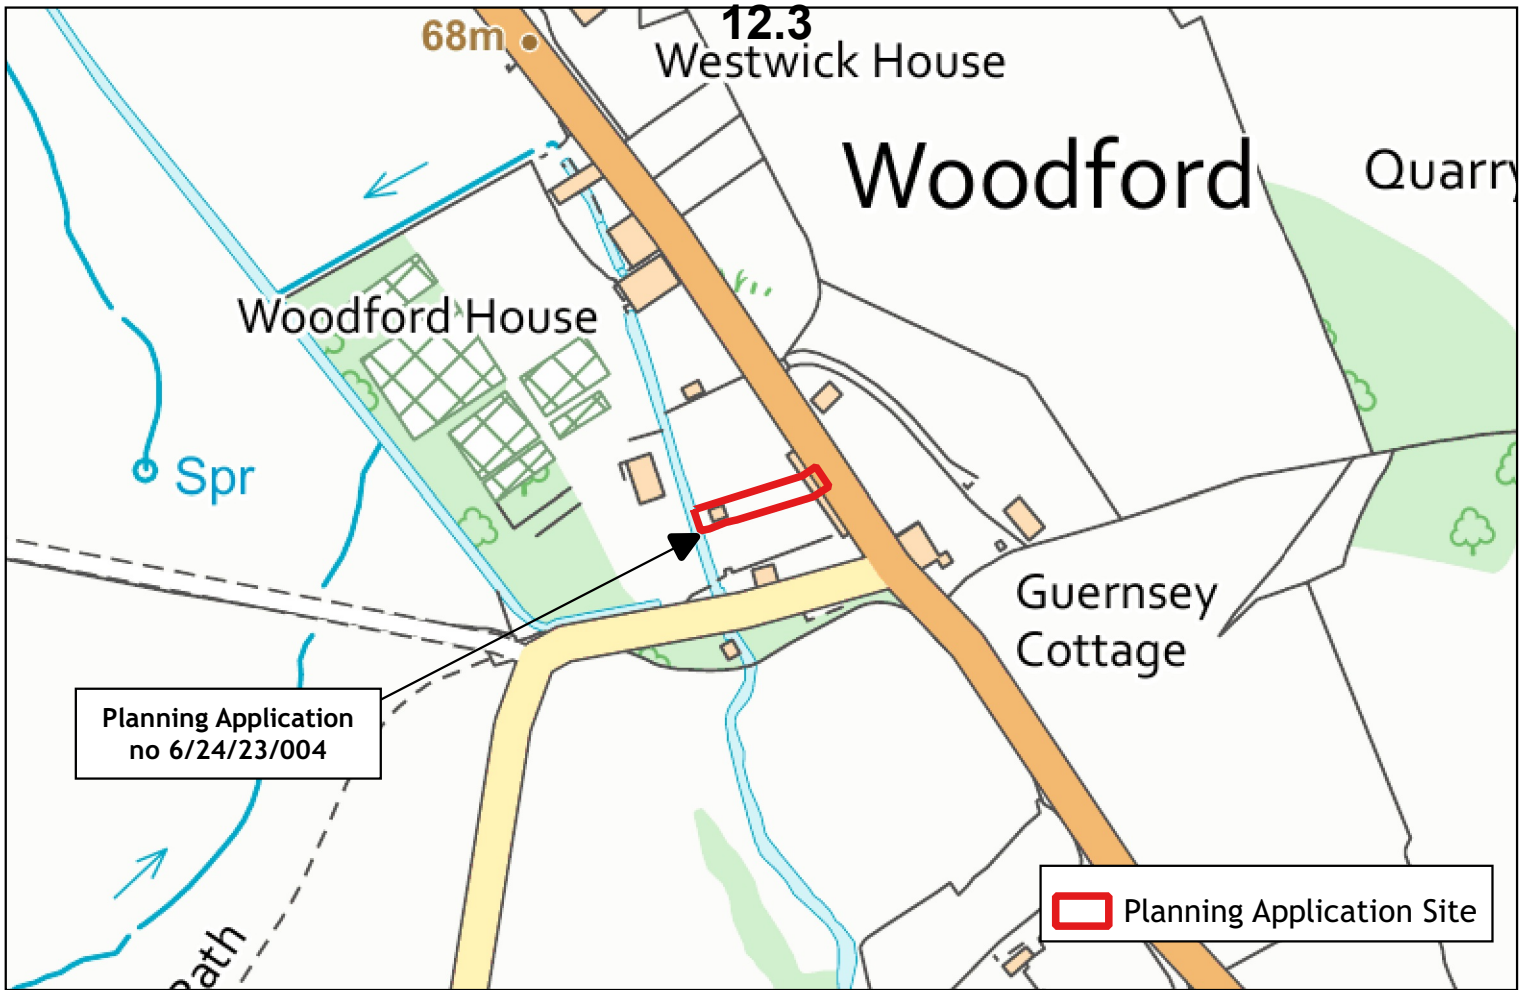 12.3
68m
Westwick House
Woodford
Quarry
Woodford House
Spr
Guernsey
Cottage
Planning Application
no 6/24/23/004
Planning Application Site
Path